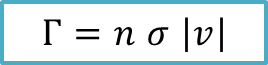 Γ = n σ |v|